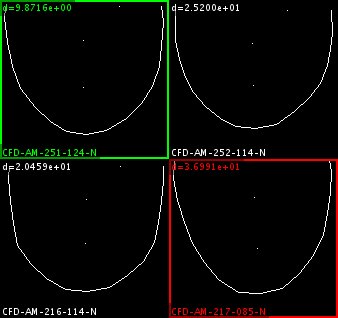 d=9.8716e+00
d=2.5200e+01
CFD-AM-251-124-N
CFD-AM-252-114-N
d=2.0459e+01
d=3.6991e+01
CFD-AM-216-114-N
CFD-AM-217-085-N